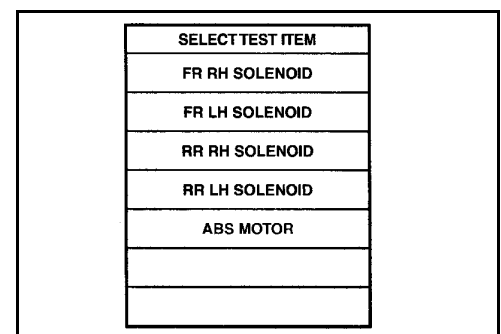 SELECT TEST ITEM
FR RH SOLENOID
FR LH SOLENOID
RR RH SOLENOID
RR LH SOLENOID
ABS MOTOR